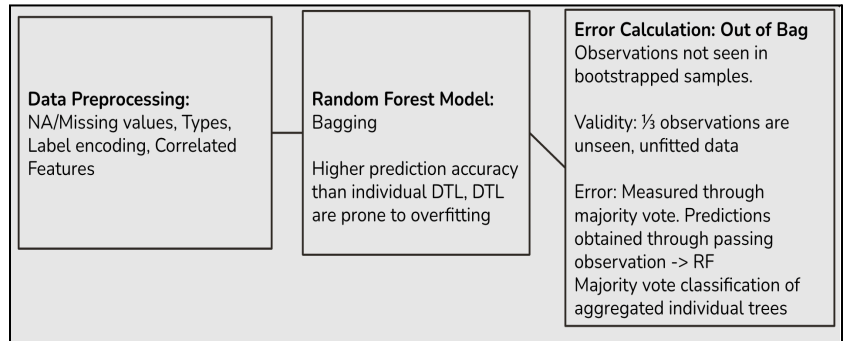 Data Preprocessing:
NA/Missing values, Types,
Label encoding, Correlated
Features
Random Forest Model:
Bagging
Higher prediction accuracy
than individual DTL, DTL
are prone to overfitting
Error Calculation: Out of Bag
Observations not seen in
bootstrapped samples.
Validity: ⅓ observations are
unseen, unfitted data
Error: Measured through
majority vote. Predictions
obtained through passing
observation -> RF
Majority vote classification of
aggregated individual trees